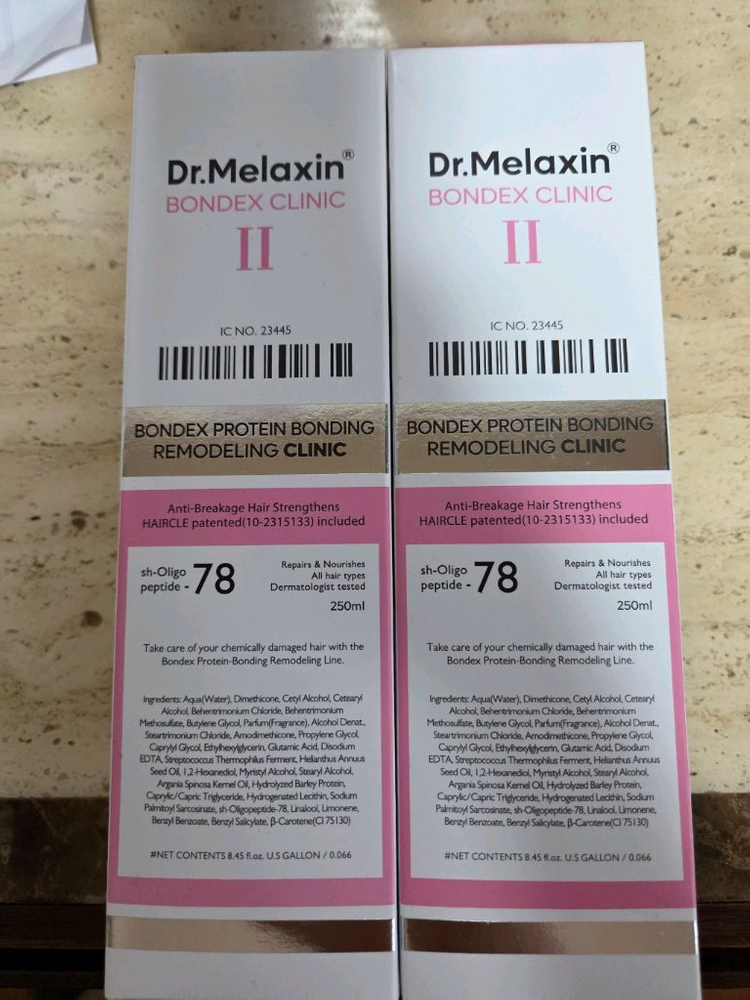 Dr.Melaxin®
BONDEX CLINIC
II
IC NO. 23445
BONDEX PROTEIN BONDING
REMODELING CLINIC
Anti-Breakage Hair Strengthens
HAIRCLE patented(10-2315133) included
sh-Oligo
peptide - 78
Repairs & Nourishes
All hair types
Dermatologist tested
250ml
Take care of your chemically damaged hair with the
Bondex Protein-Bonding Remodeling Line.
Ingredients: Aqua(Water), Dimethicone, Cetyl Alcohol, Cetearyl
Alcohol, Behentrimonium Chloride, Behentrimonium
Methosulfate, Butylene Glycol, Parfum(Fragrance), Alcohol Denat.,
Steartrimonium Chloride, Amodimethicone, Propylene Glycol,
Caprylyl Glycol, Ethylhexylglycerin, Glutamic Acid, Disodium
EDTA, Streptococcus Thermophilus Ferment, Helianthus Annuus
Seed Oil, 1,2-Hexanediol, Myristyl Alcohol, Stearyl Alcohol,
Argania Spinosa Kernel Oil, Hydrolyzed Barley Protein,
Caprylic/Capric Triglyceride, Hydrogenated Lecithin, Sodium
Palmitoyl Sarcosinate, sh-Oligopeptide-78, Linalool, Limonene,
Benzyl Benzoate, Benzyl Salicylate, β-Carotene(CI 75130)
#NET CONTENTS 8.45 fl.oz. U.S GALLON / 0.066
Dr.Melaxin®
BONDEX CLINIC
II
IC NO. 23445
BONDEX PROTEIN BONDING
REMODELING CLINIC
Anti-Breakage Hair Strengthens
HAIRCLE patented(10-2315133) included
sh-Oligo
peptide - 78
Repairs & Nourishes
All hair types
Dermatologist tested
250ml
Take care of your chemically damaged hair with the
Bondex Protein-Bonding Remodeling Line.
Ingredients: Aqua(Water), Dimethicone, Cetyl Alcohol, Cetearyl
Alcohol, Behentrimonium Chloride, Behentrimonium
Methosulfate, Butylene Glycol, Parfum(Fragrance), Alcohol Denat.,
Steartrimonium Chloride, Amodimethicone, Propylene Glycol,
Caprylyl Glycol, Ethylhexylglycerin, Glutamic Acid, Disodium
EDTA, Streptococcus Thermophilus Ferment, Helianthus Annuus
Seed Oil, 1,2-Hexanediol, Myristyl Alcohol, Stearyl Alcohol,
Argania Spinosa Kernel Oil, Hydrolyzed Barley Protein,
Caprylic/Capric Triglyceride, Hydrogenated Lecithin, Sodium
Palmitoyl Sarcosinate, sh-Oligopeptide-78, Linalool, Limonene,
Benzyl Benzoate, Benzyl Salicylate, β-Carotene(CI 75130)
#NET CONTENTS 8.45 fl.oz. U.S GALLON / 0.066